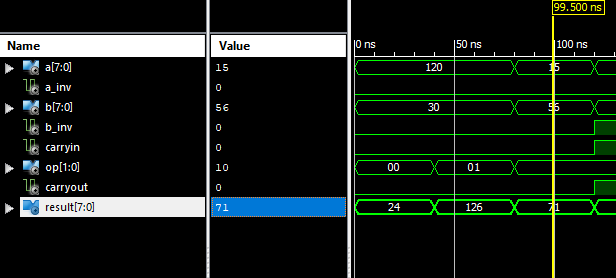 99.500 ns
Name Value 0 ns 50 ns 100 ns
a[7:0] 15 120 15
a_inv 0
b[7:0] 56 30 56
b_inv 0
carryin 0
op[1:0] 10 00 01
carryout 0
result[7:0] 71 24 126 71